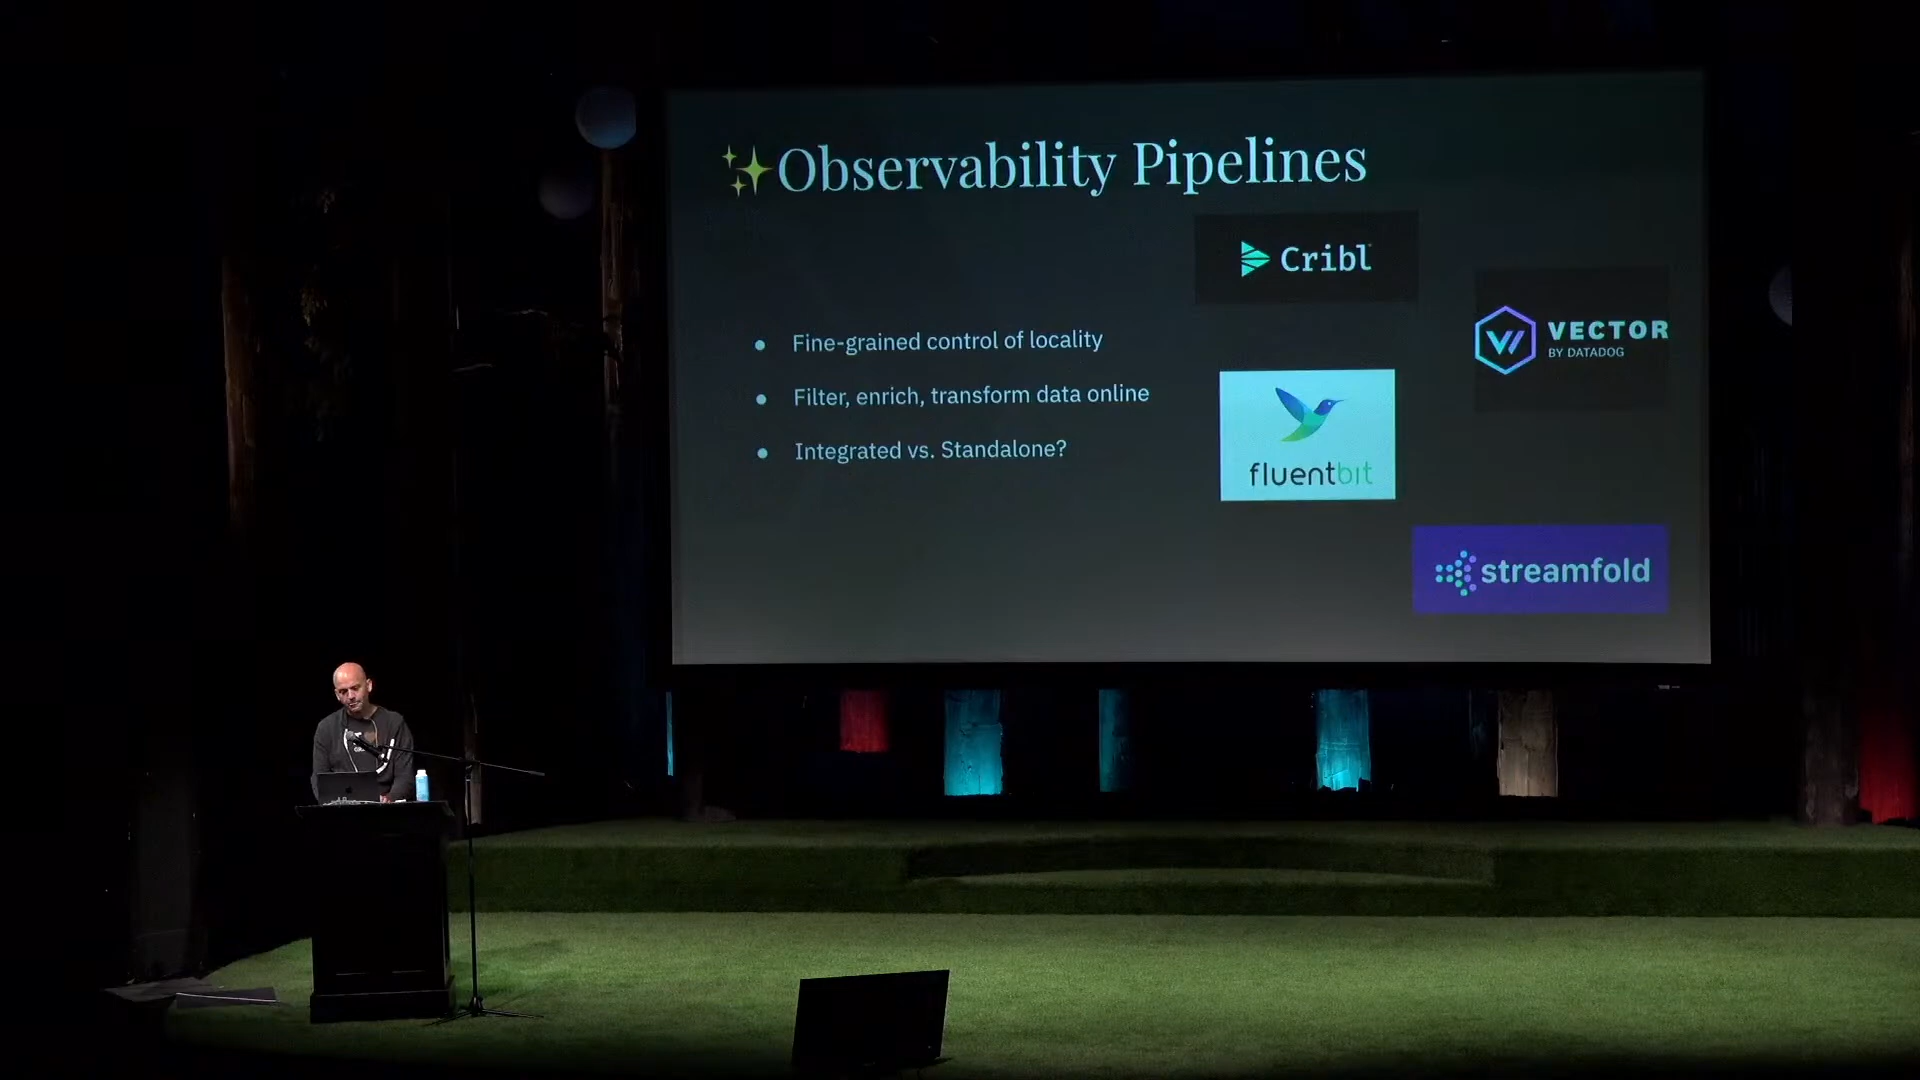 Observability Pipelines
Cribl
VECTOR
BY DATADOG
Fine-grained control of locality
Filter, enrich, transform data online
Integrated vs. Standalone?
fluentbit
streamfold